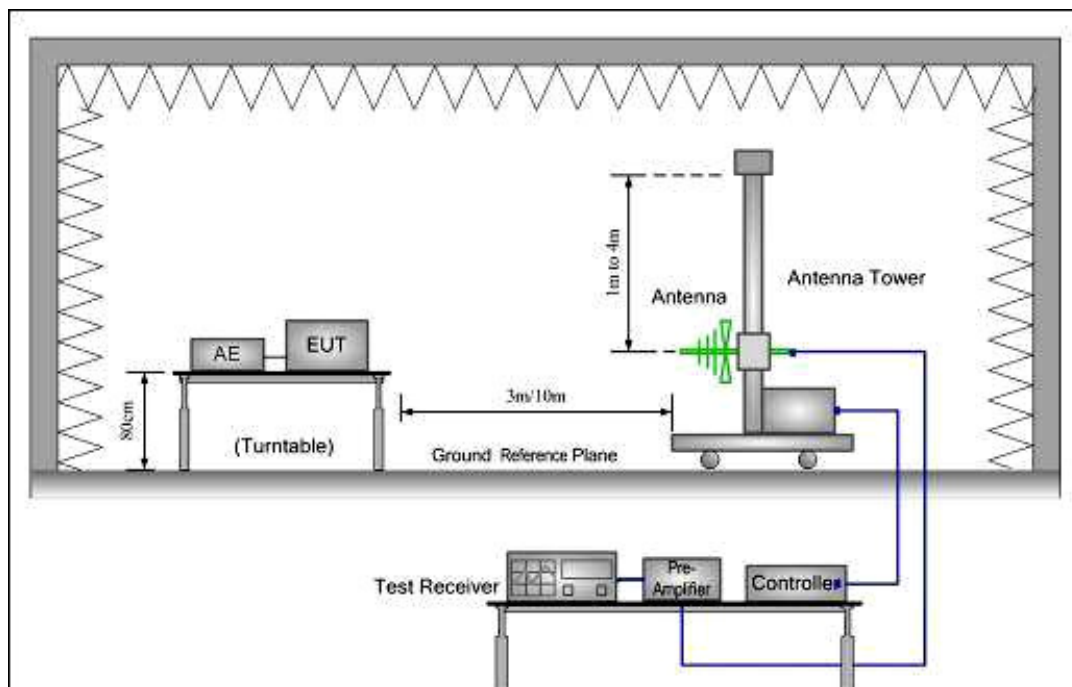 1m to 4m
Antenna Tower
Antenna
AE
EUT
80cm
3m/10m
(Turntable)
Ground Reference Plane
Test Receiver
Pre-
Amplifier
Controller